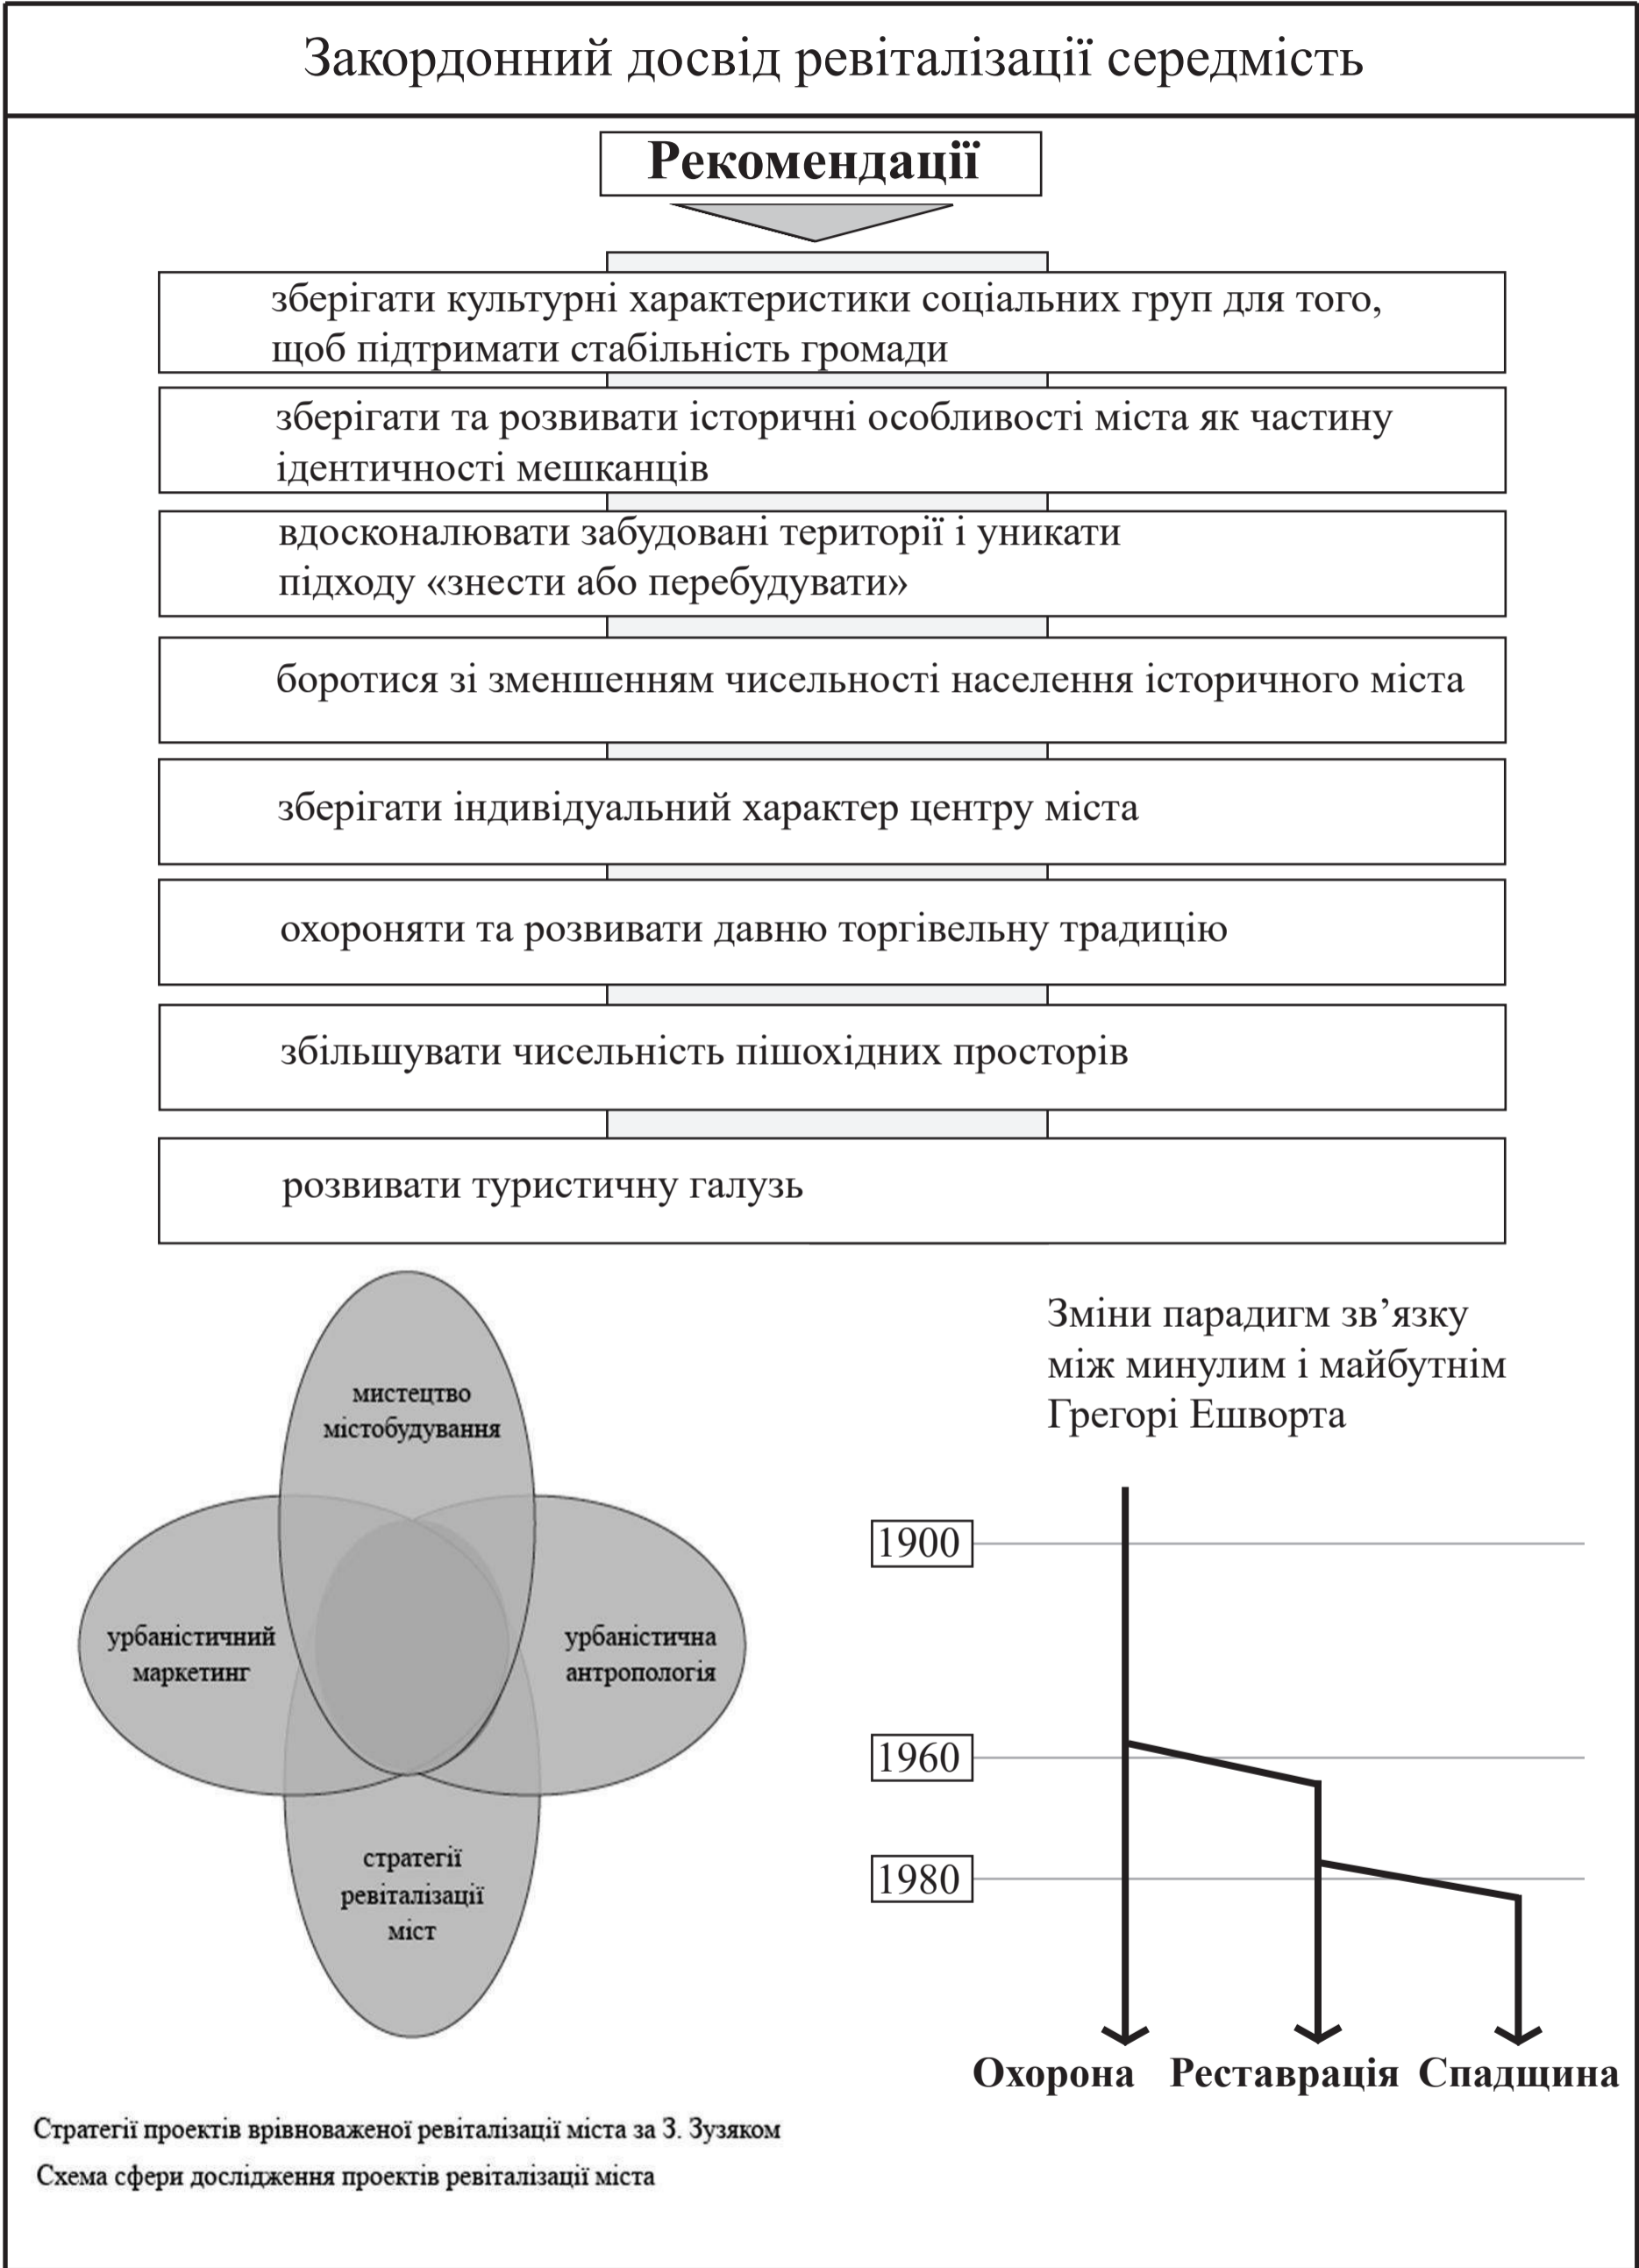 Закордонний досвід ревіталізації середмість
Рекомендації
зберігати культурні характеристики соціальних груп для того,
щоб підтримати стабільність громади
зберігати та розвивати історичні особливості міста як частину
ідентичності мешканців
вдосконалювати забудовані території і уникати
підходу «знести або перебудувати»
боротися зі зменшенням чисельності населення історичного міста
зберігати індивідуальний характер центру міста
охороняти та розвивати давню торгівельну традицію
збільшувати чисельність пішохідних просторів
розвивати туристичну галузь
мистецтво
містобудування
урбаністичний
маркетинг
урбаністична
антропологія
стратегії
ревіталізації
міст
Стратегії проектів врівноваженої ревіталізації міста за З. Зузяком
Схема сфери дослідження проектів ревіталізації міста
Зміни парадигм зв’язку
між минулим і майбутнім
Грегорі Ешворта
1900
1960
1980
Охорона Реставрація Спадщина